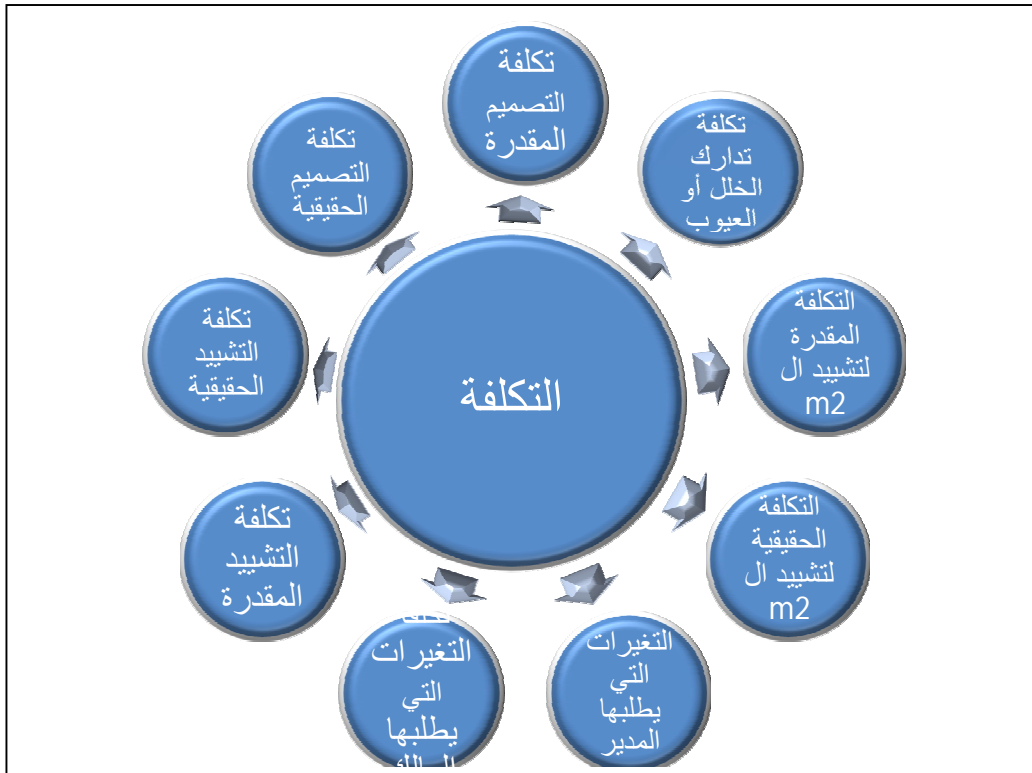 تكلفة
التصميم
المقدرة
تكلفة
تدارك
الخلل أو
العيوب
التكلفة
المقدرة
لتشييد ال
m2
التكلفة
الحقيقية
لتشييد ال
m2
التغيرات
التي
يطلبها
المدير
التغيرات
التي
يطلبها
تكلفة
التشييد
المقدرة
تكلفة
التشييد
الحقيقية
تكلفة
التصميم
الحقيقية
التكلفة